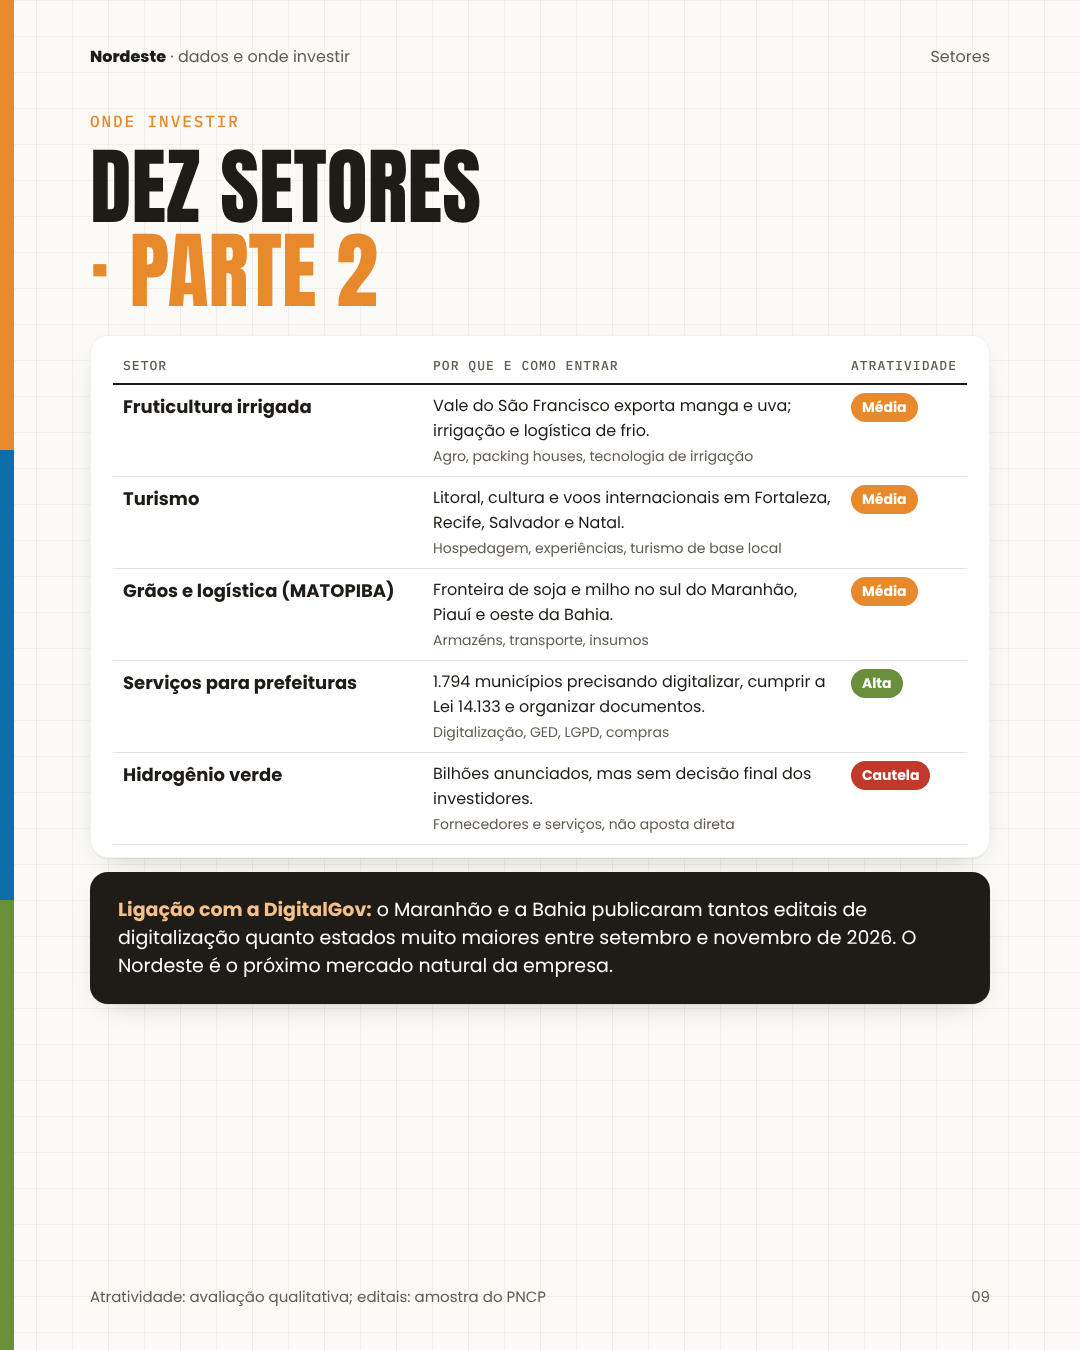 Nordeste · dados e onde investir
Setores
ONDE INVESTIR
DEZ SETORES
· PARTE 2
SETOR
POR QUE E COMO ENTRAR
ATRATIVIDADE
Fruticultura irrigada
Vale do São Francisco exporta manga e uva;
irrigação e logística de frio.
Agro, packing houses, tecnologia de irrigação
Média
Turismo
Litoral, cultura e voos internacionais em Fortaleza,
Recife, Salvador e Natal.
Hospedagem, experiências, turismo de base local
Média
Grãos e logística (MATOPIBA)
Fronteira de soja e milho no sul do Maranhão,
Piauí e oeste da Bahia.
Armazéns, transporte, insumos
Média
Serviços para prefeituras
1.794 municípios precisando digitalizar, cumprir a
Lei 14.133 e organizar documentos.
Digitalização, GED, LGPD, compras
Alta
Hidrogênio verde
Bilhões anunciados, mas sem decisão final dos
investidores.
Fornecedores e serviços, não aposta direta
Cautela
Ligação com a DigitalGov: o Maranhão e a Bahia publicaram tantos editais de
digitalização quanto estados muito maiores entre setembro e novembro de 2026. O
Nordeste é o próximo mercado natural da empresa.
Atratividade: avaliação qualitativa; editais: amostra do PNCP
09